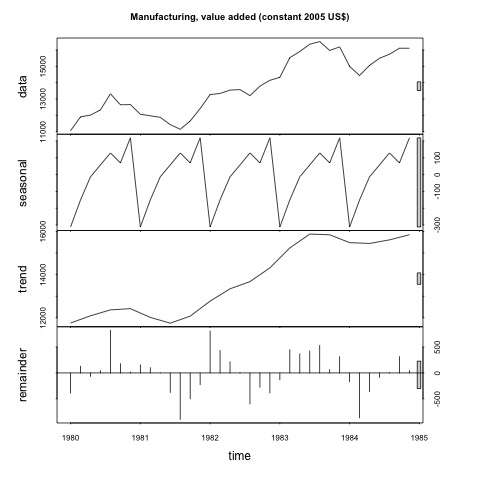 Manufacturing, value added (constant 2005 US$)
data
11000 13000 15000
seasonal
-300 -100 0 100
trend
12000 14000 16000
remainder
-500 0 500
1980 1981 1982 1983 1984 1985
time